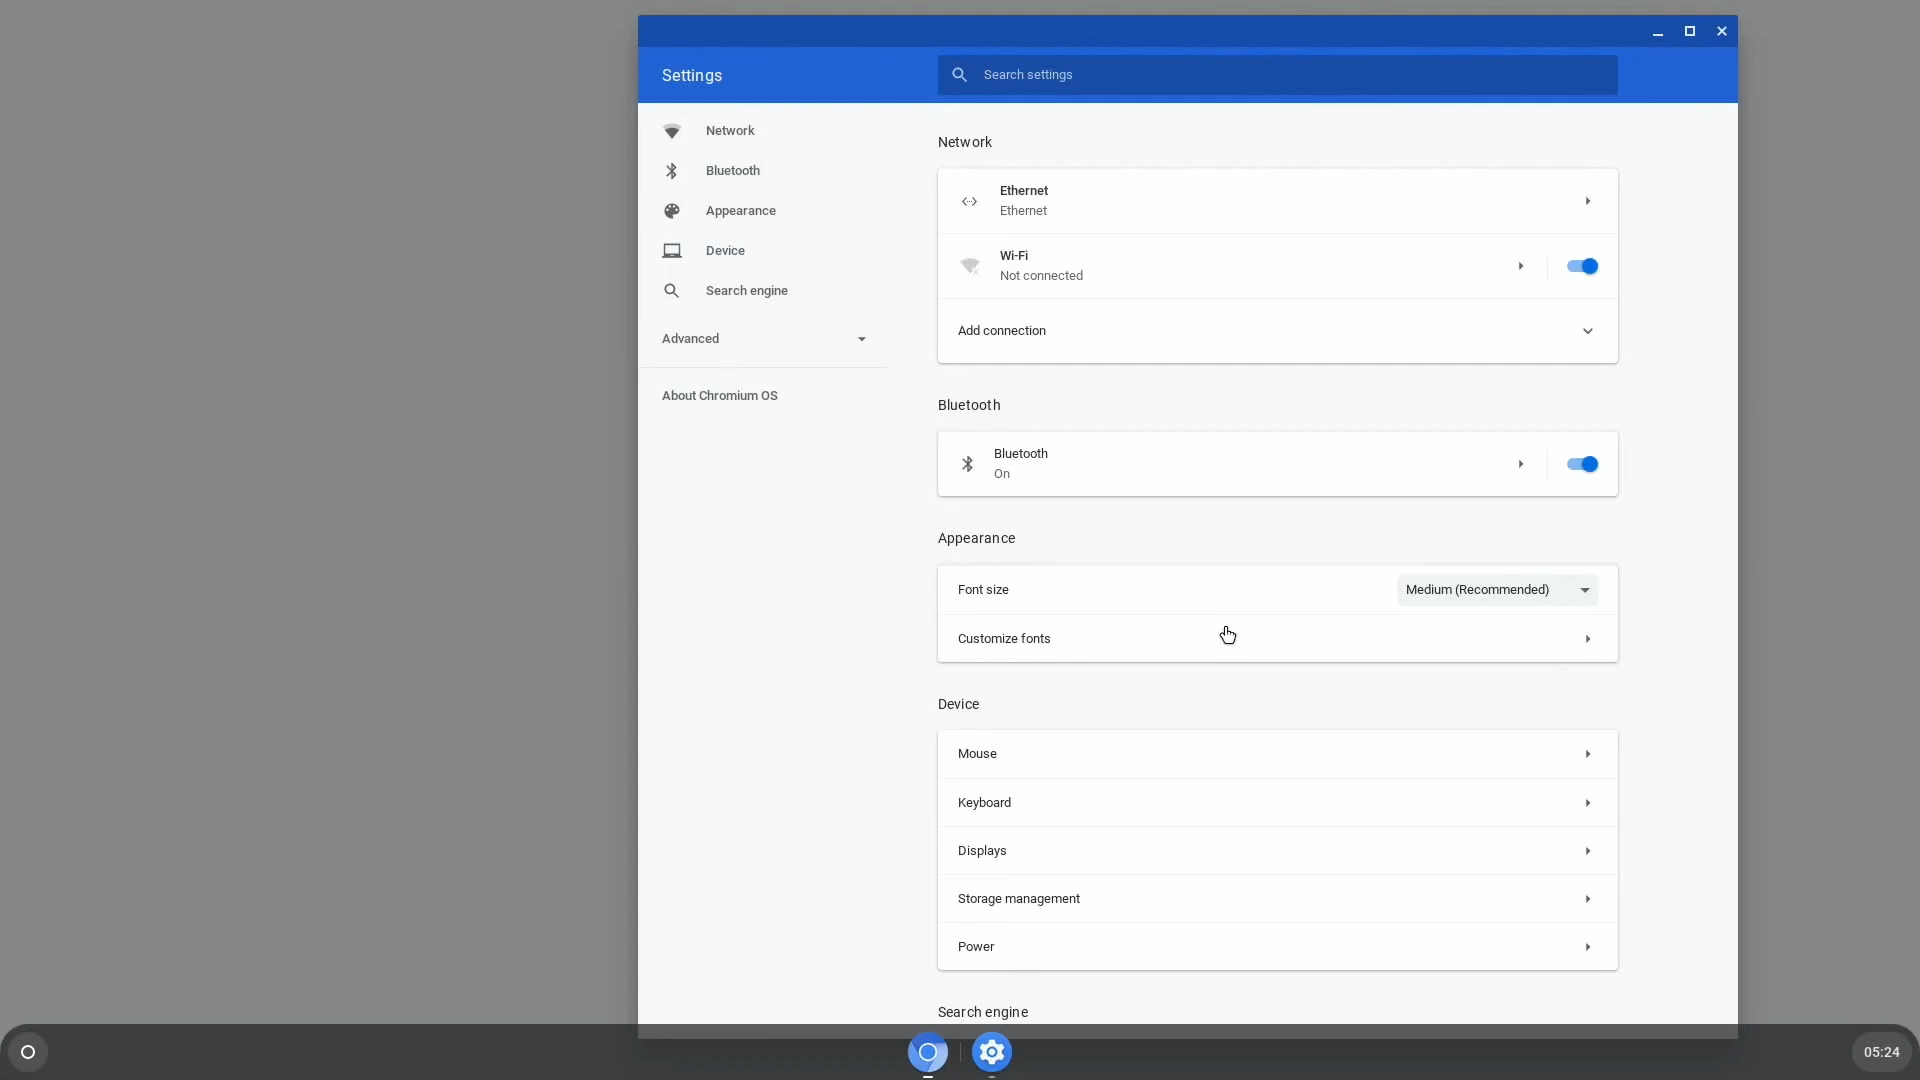 Settings
Search settings
Network
Bluetooth
Appearance
Device
Search engine
Advanced
About Chromium OS
Network
Ethernet
Ethernet
Wi-Fi
Not connected
Add connection
Bluetooth
Bluetooth
On
Appearance
Font size
Medium (Recommended)
Customize fonts
Device
Mouse
Keyboard
Displays
Storage management
Power
Search engine
05:24